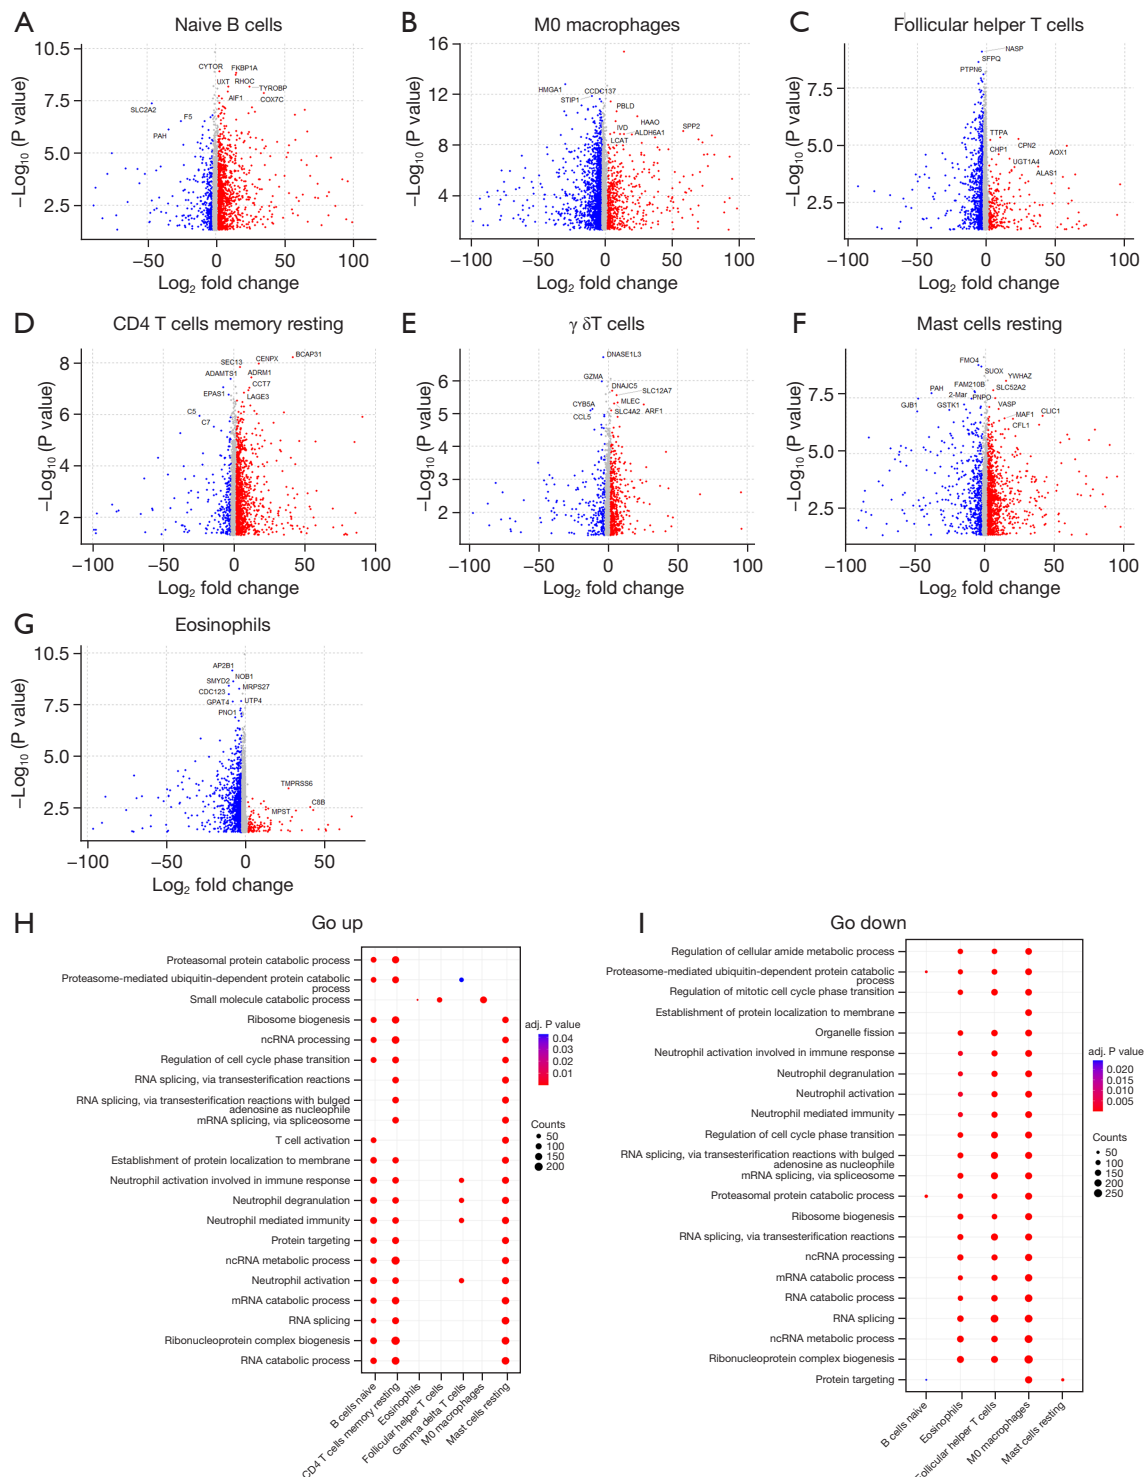 A
Naive B cells
10.5
7.5
5.0
2.5
−Log10 (P value)
CYTOR
FKBP1A
UXT
RHOC
TYROBP
AIF1
COX7C
SLC2A2
F5
PAH
−50
0
50
100
Log2 fold change
B
M0 macrophages
16
12
8
4
−Log10 (P value)
HMGA1
CCDC137
STIP1
PBLD
HAAO
IVD
ALDH6A1
SPP2
LCAT
−100
−50
0
50
100
Log2 fold change
C
Follicular helper T cells
7.5
5.0
2.5
−Log10 (P value)
NASP
SFPQ
PTPN6
TTPA
CPN2
CHP1
AOX1
UGT1A4
ALAS1
−100
−50
0
50
100
Log2 fold change
D
CD4 T cells memory resting
8
6
4
2
−Log10 (P value)
BCAP31
SEC13
CENPX
ADAMTS1
ADRM1
CCT7
EPAS1
LAGE3
C5
C7
−100
−50
0
50
100
Log2 fold change
E
γ δT cells
6
5
4
3
2
−Log10 (P value)
DNASE1L3
GZMA
DNAJC5
SLC12A7
MLEC
CYB5A
SLC4A2
ARF1
CCL5
−100
−50
0
50
100
Log2 fold change
F
Mast cells resting
7.5
5.0
2.5
−Log10 (P value)
FMO4
SUOX
YWHAZ
FAM210B
SLC52A2
PAH
2-Mar
PNPO
GJB1
GSTK1
VASP
MAF1
CLIC1
CFL1
−100
−50
0
50
100
Log2 fold change
G
Eosinophils
10.5
7.5
5.0
2.5
−Log10 (P value)
AP2B1
NOB1
SMYD2
MRPS27
CDC123
GPAT4
UTP4
PNO1
TMPRSS6
C8B
MPST
−100
−50
0
50
Log2 fold change
H
Go up
Proteasomal protein catabolic process
Proteasome-mediated ubiquitin-dependent protein catabolic
process
Small molecule catabolic process
Ribosome biogenesis
ncRNA processing
Regulation of cell cycle phase transition
RNA splicing, via transesterification reactions
RNA splicing, via transesterification reactions with bulged
adenosine as nucleophile
mRNA splicing, via spliceosome
T cell activation
Establishment of protein localization to membrane
Neutrophil activation involved in immune response
Neutrophil degranulation
Neutrophil mediated immunity
Protein targeting
ncRNA metabolic process
Neutrophil activation
mRNA catabolic process
RNA splicing
Ribonucleoprotein complex biogenesis
RNA catabolic process
B cells naive
CD4 T cells memory resting
Eosinophils
Follicular helper T cells
Gamma delta T cells
M0 macrophages
Mast cells resting
adj. P value
0.04
0.03
0.02
0.01
Counts
50
100
150
200
I
Go down
Regulation of cellular amide metabolic process
Proteasome-mediated ubiquitin-dependent protein catabolic
process
Regulation of mitotic cell cycle phase transition
Establishment of protein localization to membrane
Organelle fission
Neutrophil activation involved in immune response
Neutrophil degranulation
Neutrophil activation
Neutrophil mediated immunity
Regulation of cell cycle phase transition
RNA splicing, via transesterification reactions with bulged
adenosine as nucleophile
mRNA splicing, via spliceosome
Proteasomal protein catabolic process
Ribosome biogenesis
RNA splicing, via transesterification reactions
ncRNA processing
mRNA catabolic process
RNA catabolic process
RNA splicing
ncRNA metabolic process
Ribonucleoprotein complex biogenesis
Protein targeting
B cells naive
Eosinophils
Follicular helper T cells
M0 macrophages
Mast cells resting
adj. P value
0.020
0.015
0.010
0.005
Counts
50
100
150
200
250